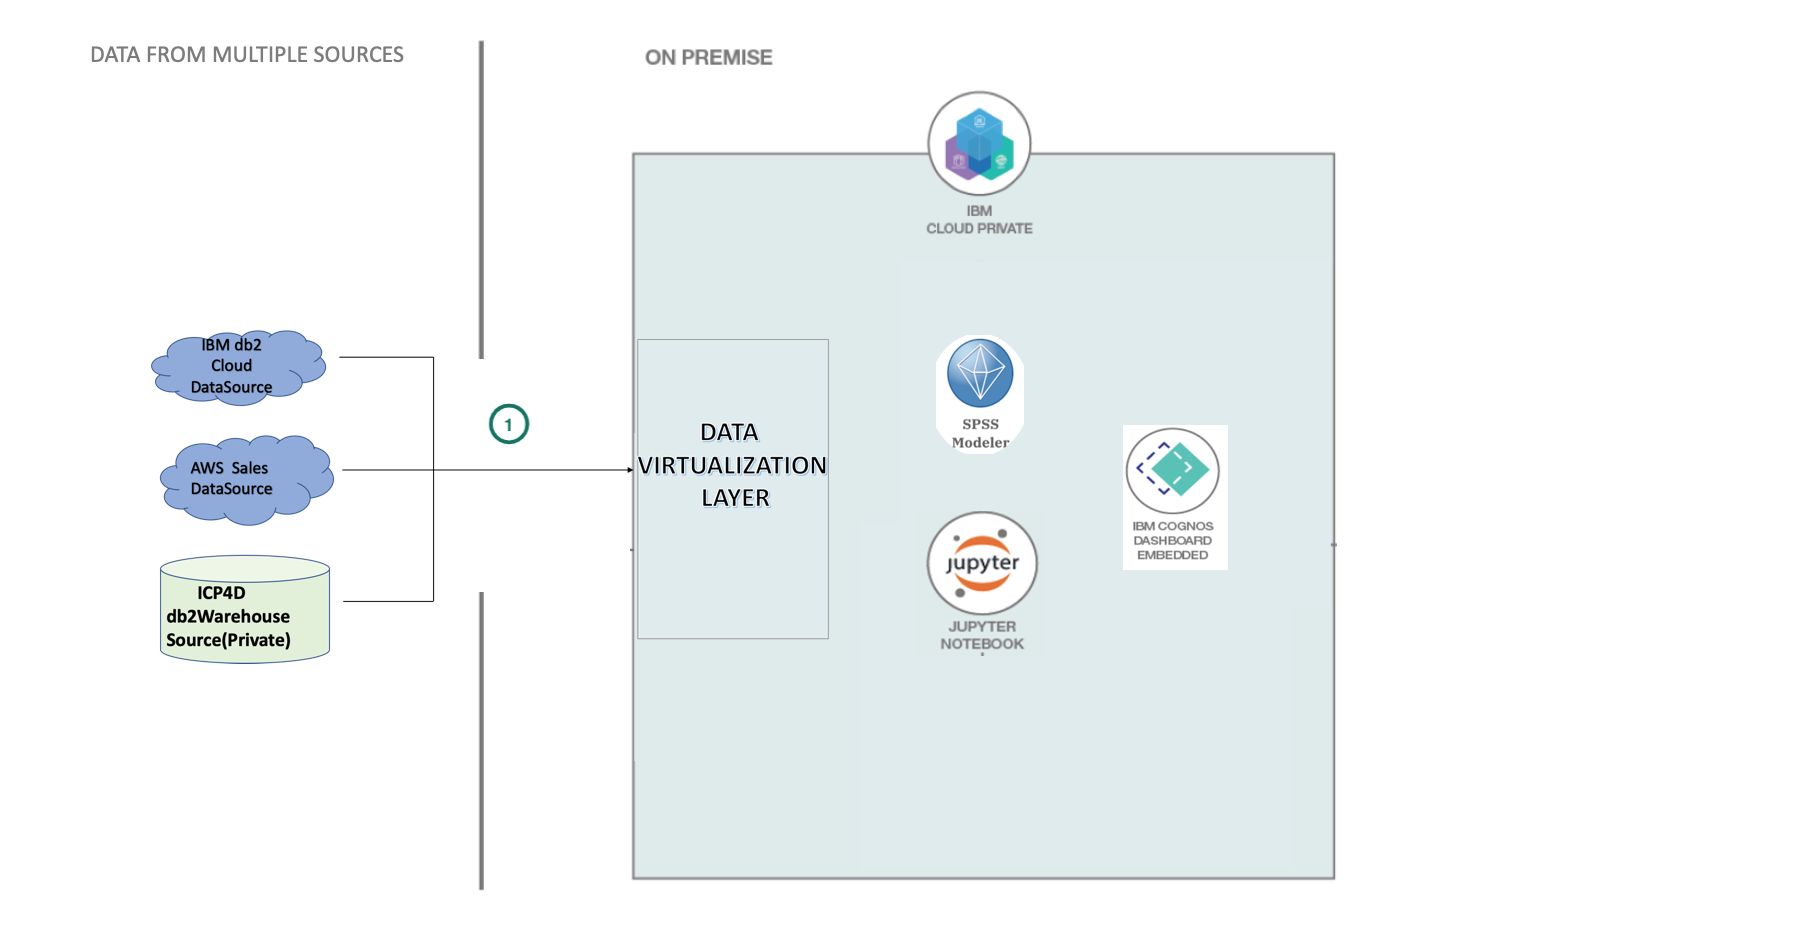 DATA FROM MULTIPLE SOURCES
ON PREMISE
IBM
CLOUD PRIVATE
IBM db2
Cloud
DataSource
AWS Sales
DataSource
ICP4D
db2Warehouse
Source(Private)
1
DATA
VIRTUALIZATION
LAYER
SPSS
Modeler
jupyter
JUPYTER
NOTEBOOK
IBM COGNOS
DASHBOARD
EMBEDDED